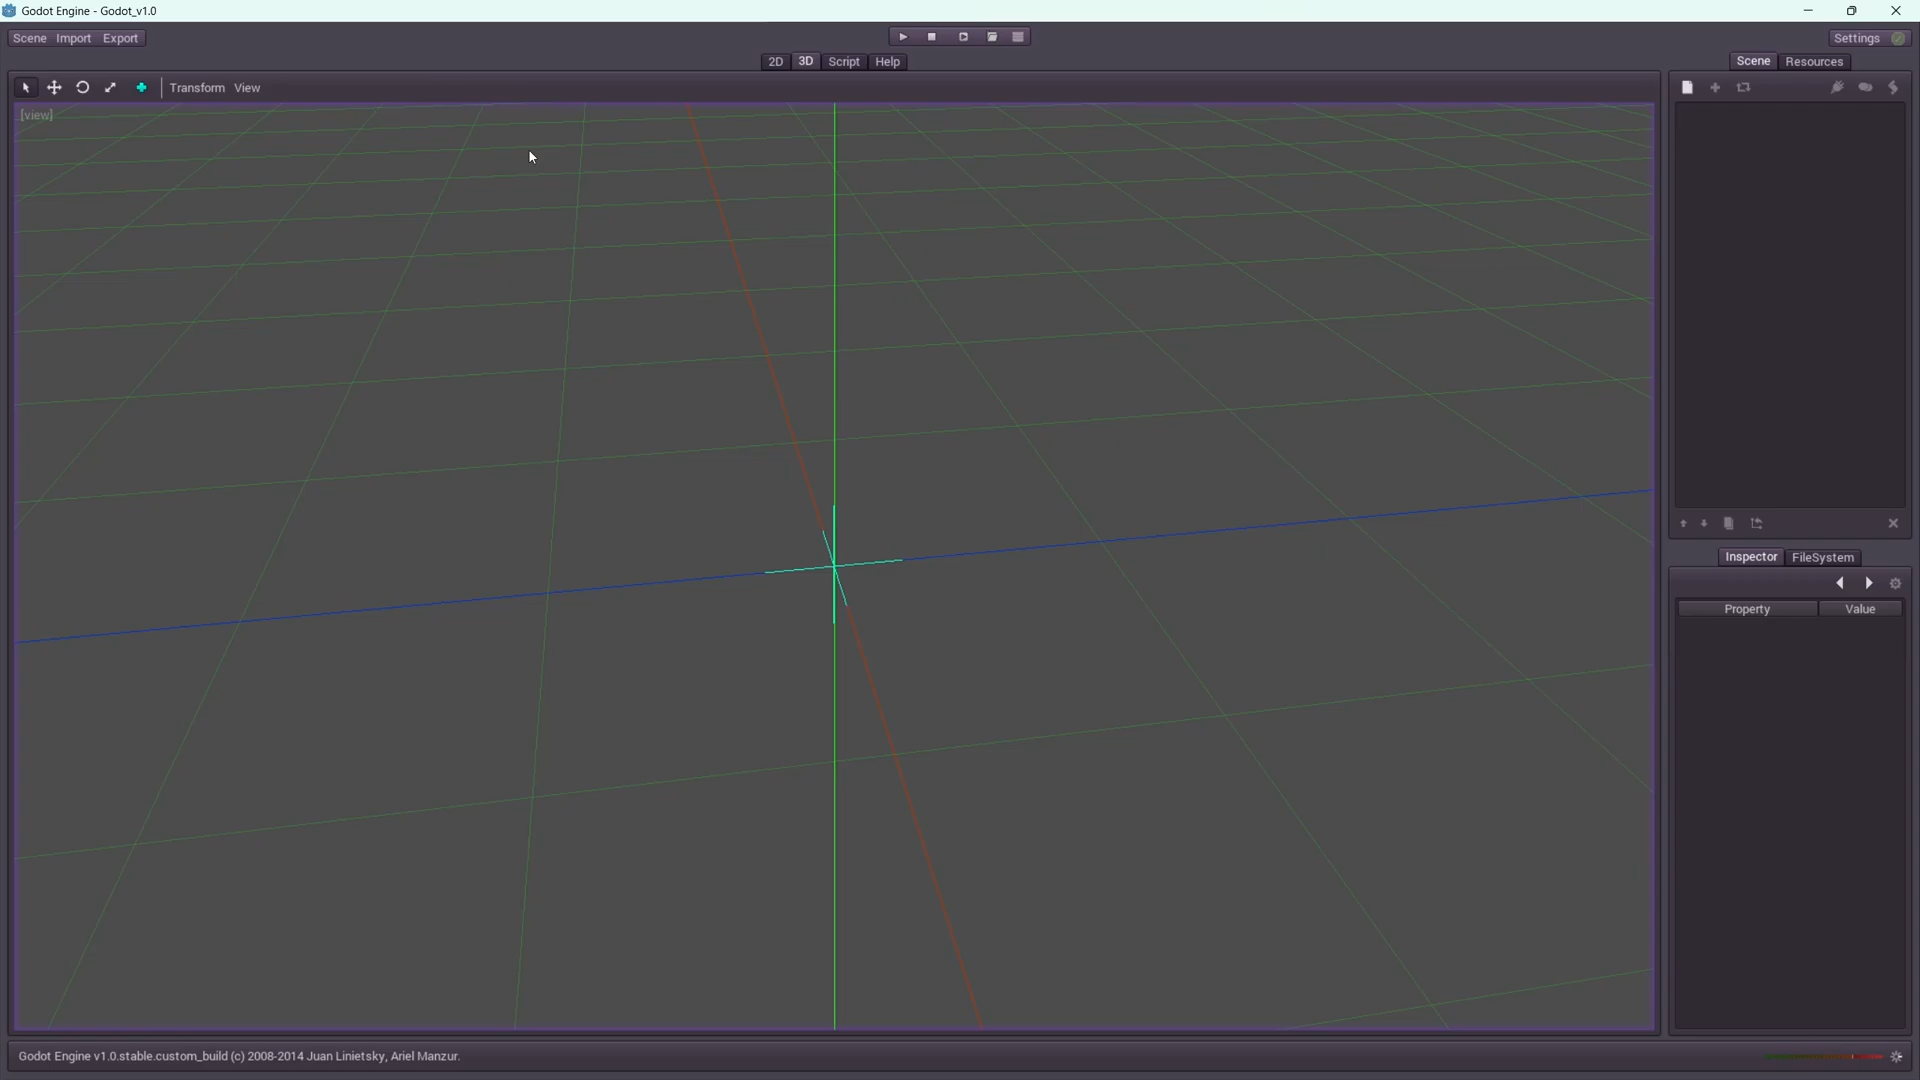 Godot Engine - Godot_v1.0
Scene Import Export
Settings
2D 3D Script Help
Scene Resources
Transform View
[view]
Inspector FileSystem
Property Value
Godot Engine v1.0.stable.custom_build (c) 2008-2014 Juan Linietsky, Ariel Manzur.